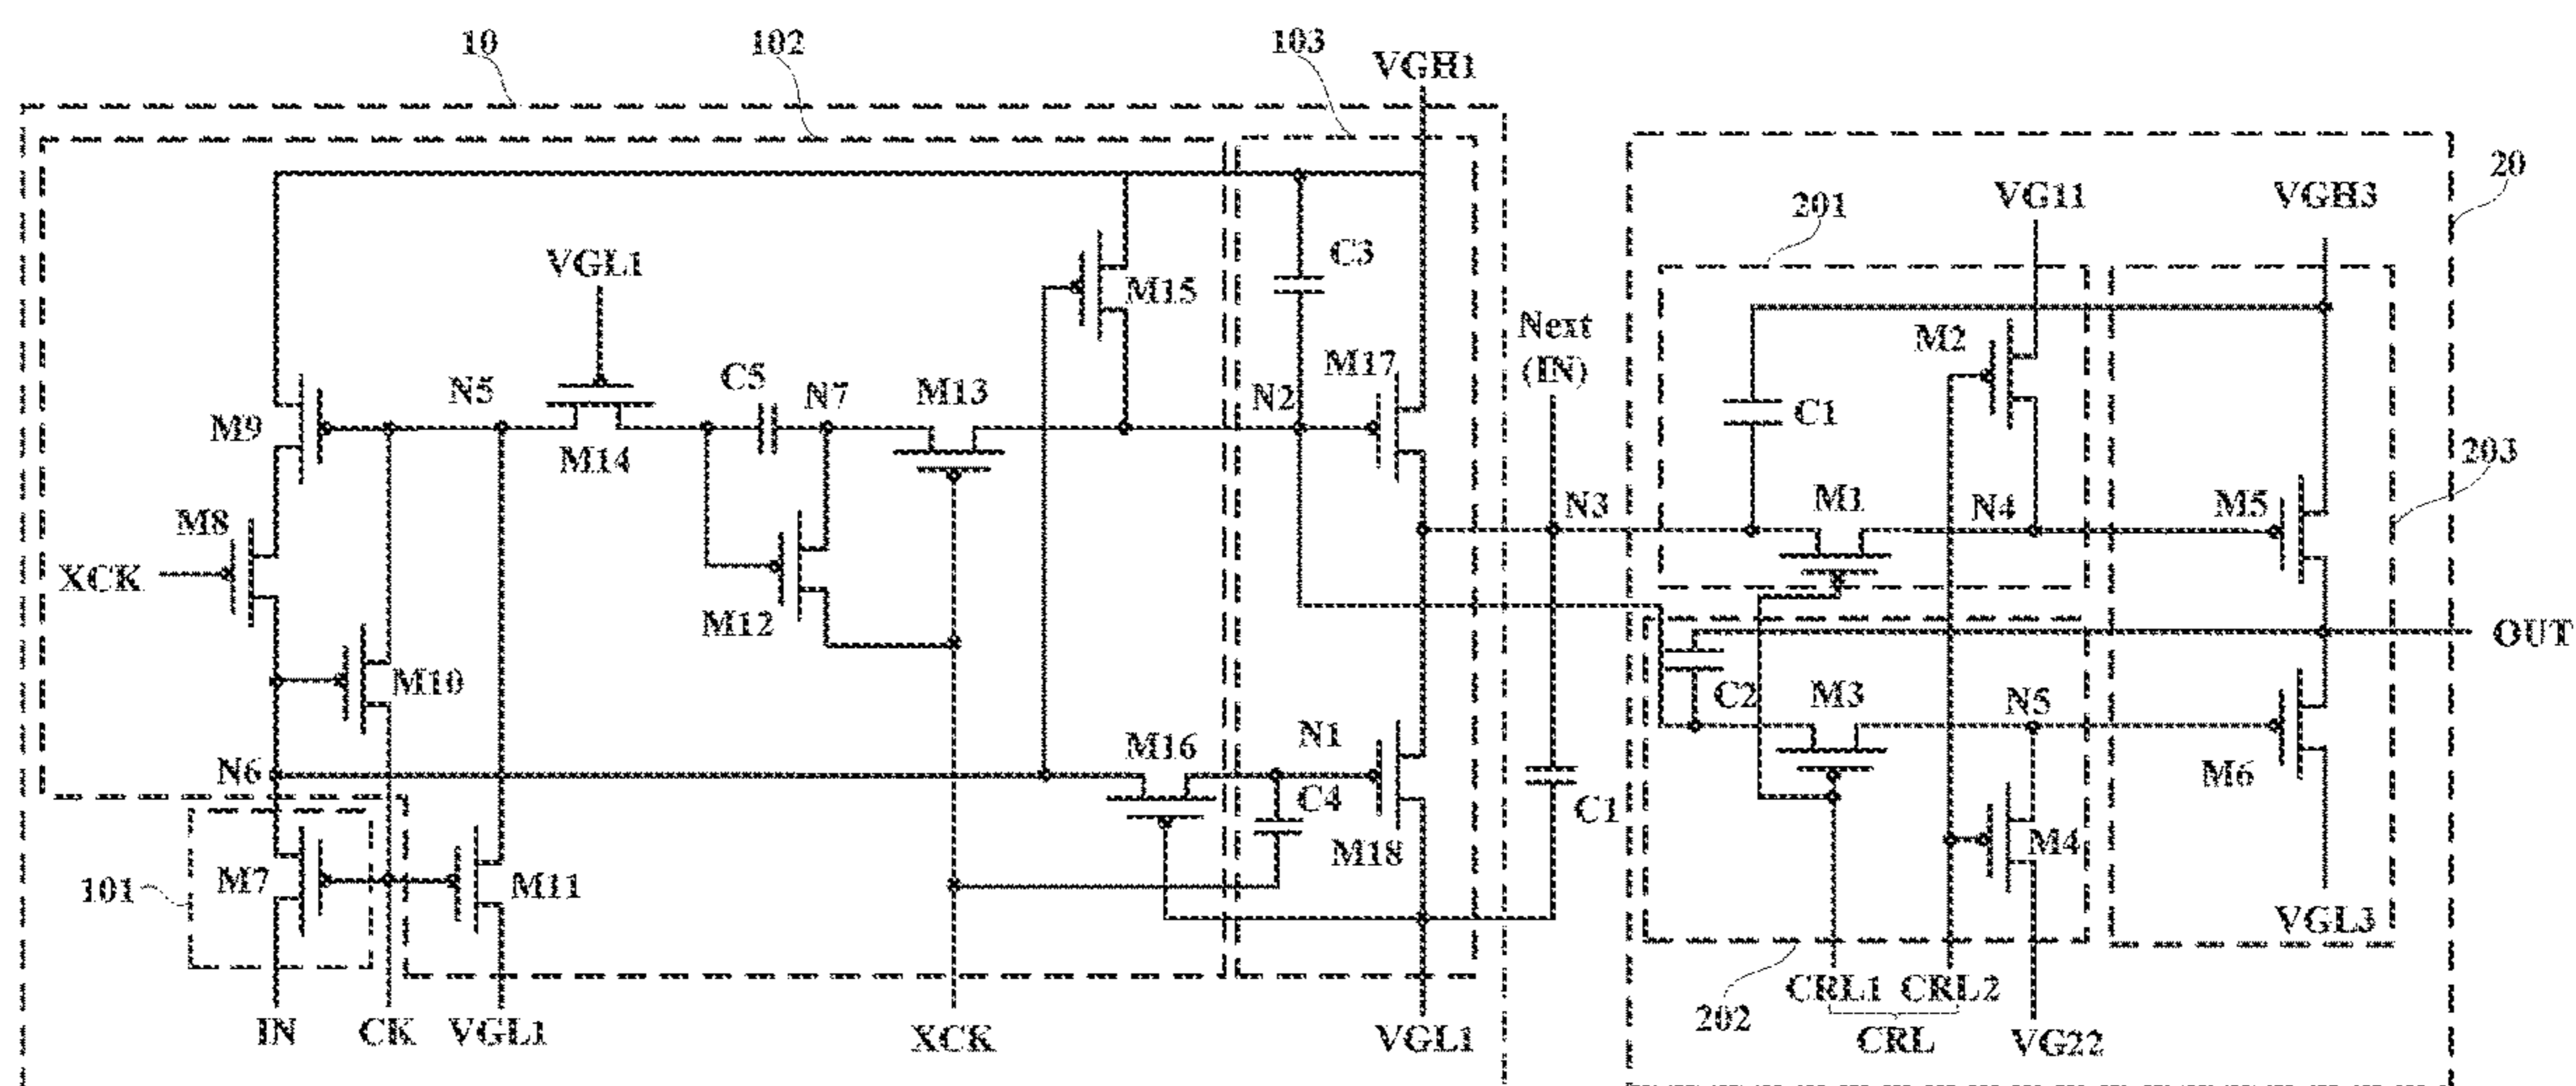 10
102
103
VGH1
20
201
VG11
VGH3
VGL1
C3
M15
Next
(IN)
M2
M17
C5
N7
M13
N2
N5
M9
M14
C1
203
M1
N4
M5
N3
M8
XCK
M12
OUT
M10
C2
M3
N5
M16
N1
N6
M6
C4
C1
M18
M4
M7
M11
101
VGL3
CRL1
CRL2
202
IN
CK
VGL1
XCK
VGL1
CRL
VG22